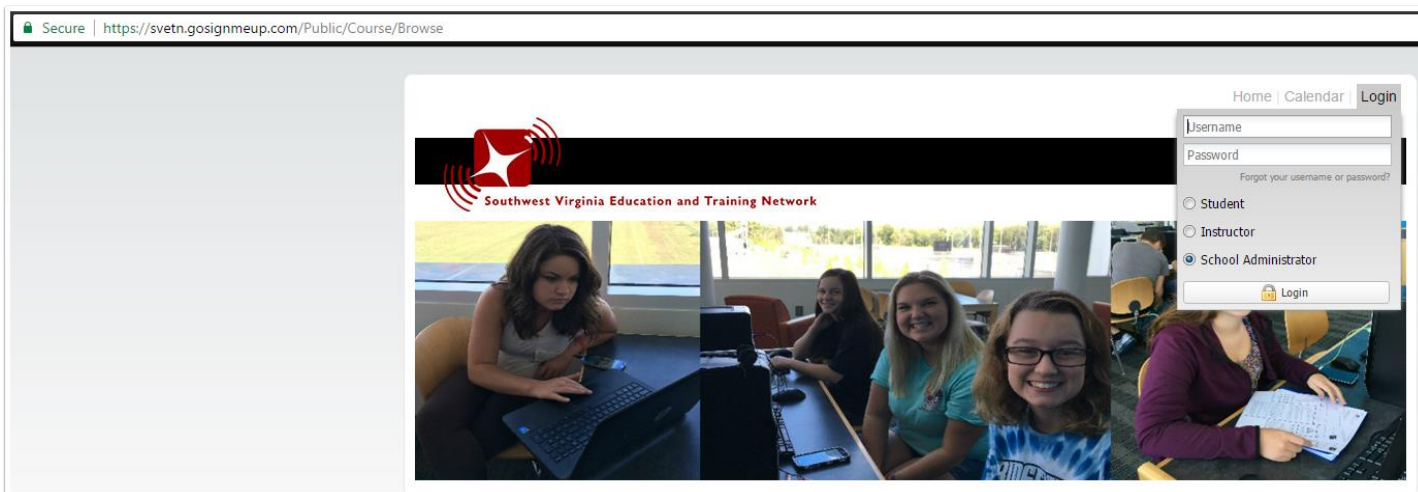 Secure | https://svetn.gosignmeup.com/Public/Course/Browse
Home | Calendar | Login
Username
Password
Forgot your username or password?
Southwest Virginia Education and Training Network
Student
Instructor
School Administrator
Login